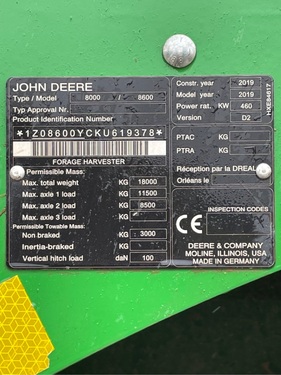 JOHN DEERE
Type / Model 8000 / 8600
Typ Approval Nr.
Product Identification Number
*1Z08600YCKU619378*
FORAGE HARVESTER
Permissible Mass:
Max. total weight KG 18000
Max. axle 1 load KG 11500
Max. axle 2 load KG 8500
Max. axle 3 load KG
Permissible Towable Mass:
Non braked KG 3000
Inertia-braked KG
Vertical hitch load daN 100
Constr. year 2019
Model year 2019
Power rat. KW 460
Version D2
PTAC KG
PTRA KG
Réception par la DREAL
Orléans le
INSPECTION CODES
CE
DEERE & COMPANY
MOLINE, ILLINOIS, USA
MADE IN GERMANY
HXE84617